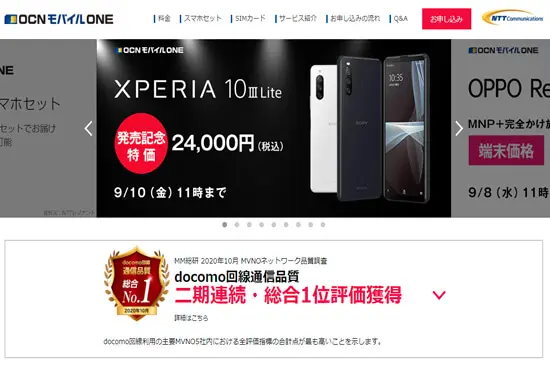 OCN モバイル ONE
料金
スマホセット
SIMカード
サービス紹介
お申し込みの流れ
Q&A
お申し込み
NTT Communications
OCN モバイル ONE
XPERIA 10 III Lite
発売記念
特価
24,000円(税込)
9/10(金)11時まで
SONY
マホセット
セットでお届け
可能
OCN モバイル ONE
OPPO Re
MNP+完全かけ放
端末価格
9/8(水)11時
docomo回線
通信品質
総合
No.1
2020年10月
MM総研 2020年10月 MVNOネットワーク品質調査
docomo回線通信品質
二期連続・総合1位評価獲得
詳細はこちら
docomo回線利用の主要MVNO5社内における全評価指標の合計点が最も高いことを示します。